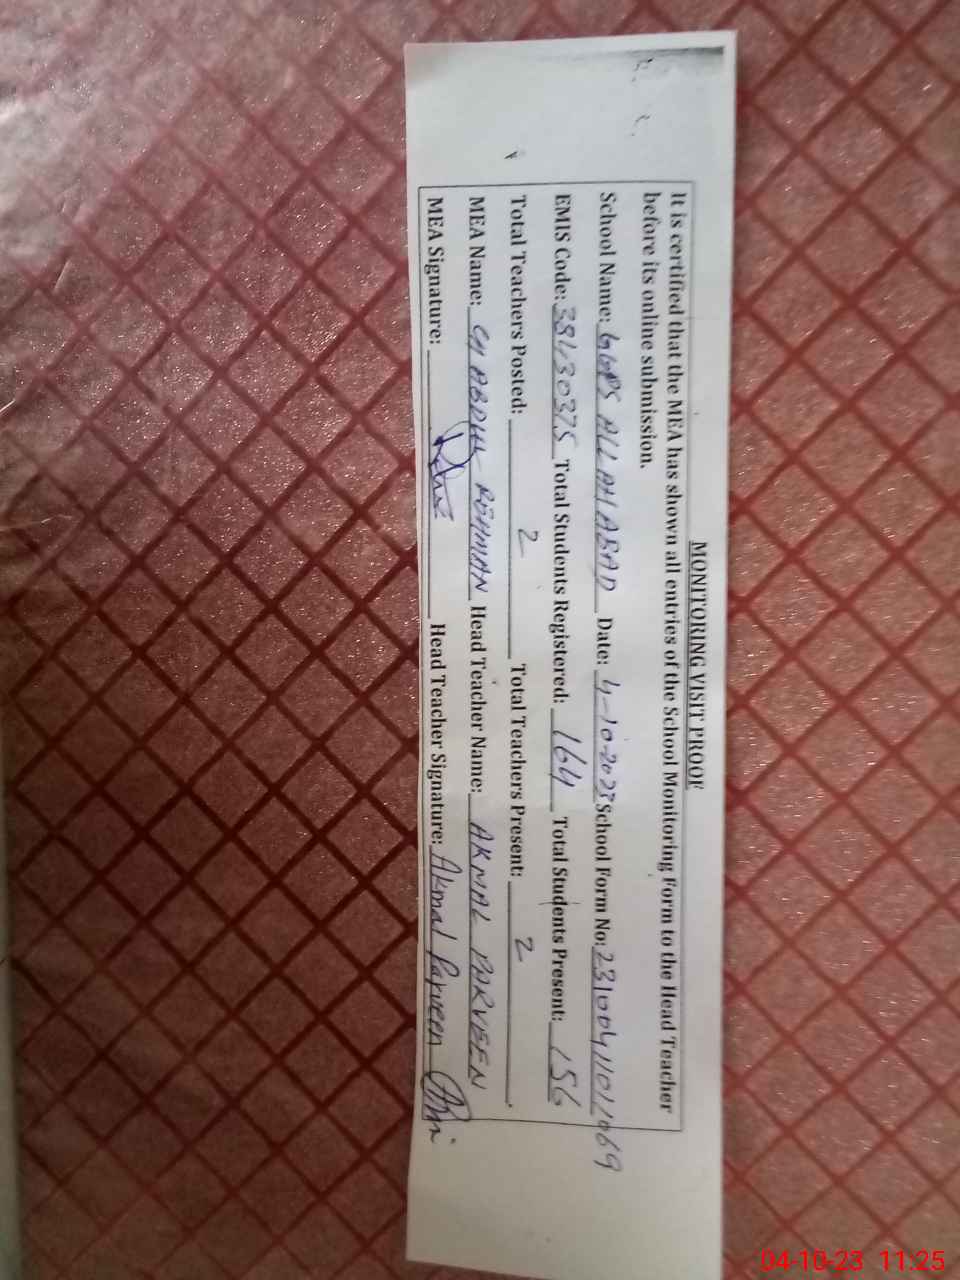 MONITORING VISIT PROOF
It is certified that the MEA has shown all entries of the School Monitoring Form to the Head Teacher
before its online submission.
School Name: GGPS ALLAHABAD Date: 4-10-2023 School Form No: 231004110
EMIS Code: 38430375 Total Students Registered: 164 Total Students Present: 156
Total Teachers Posted: 2 Total Teachers Present: 2
MEA Name: CH ABDUL REHMAN Head Teacher Name: AKMAL PARVEEN
MEA Signature: Head Teacher Signature: Akmal Parveen
04-10-23 11:25